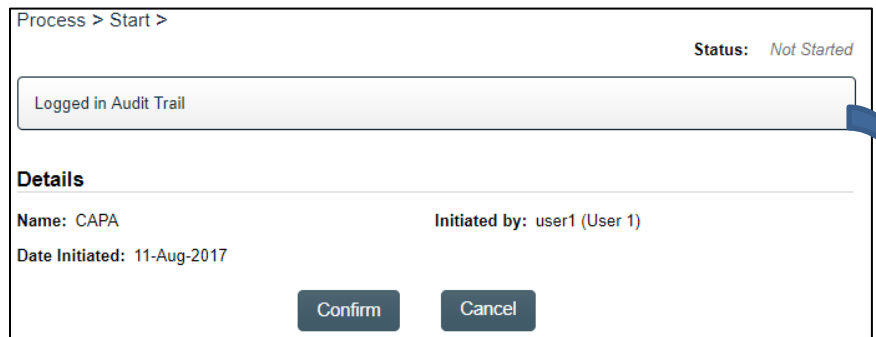 Process > Start >
Status: Not Started
Logged in Audit Trail
Details
Name: CAPA Initiated by: user1 (User 1)
Date Initiated: 11-Aug-2017
Confirm Cancel